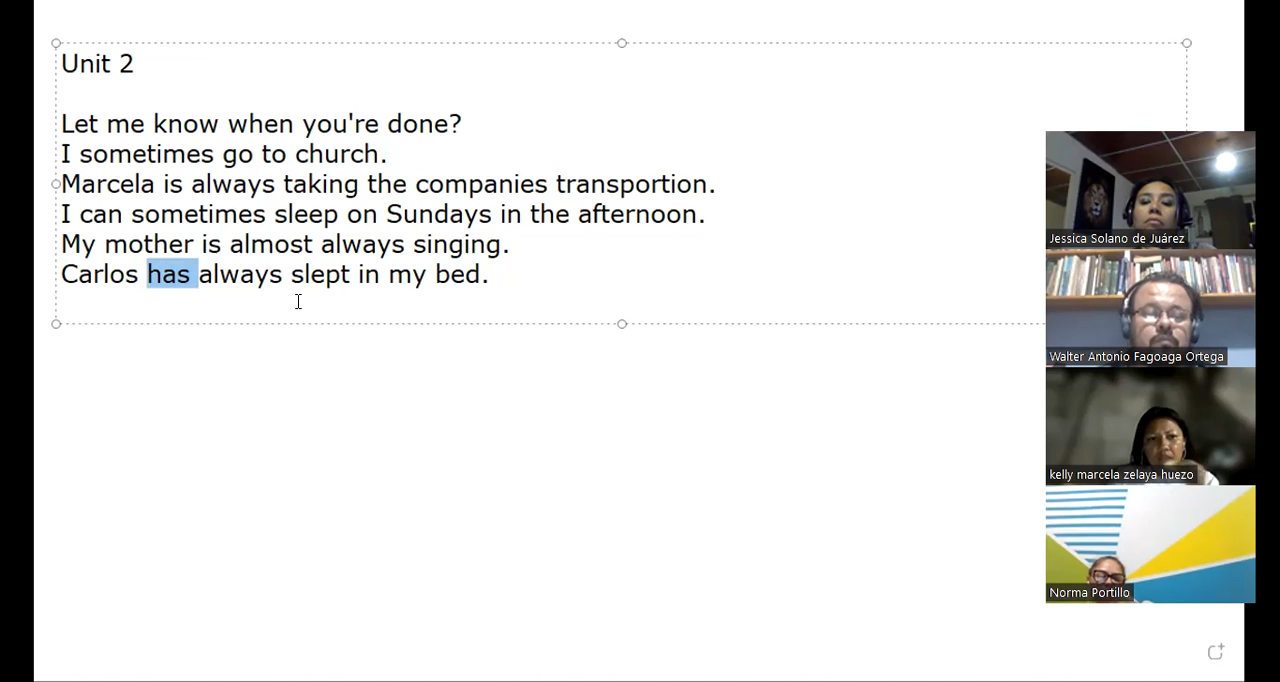 Unit 2
Let me know when you're done?
I sometimes go to church.
Marcela is always taking the companies transportion.
I can sometimes sleep on Sundays in the afternoon.
My mother is almost always singing.
Carlos has always slept in my bed.
Jessica Solano de Juárez
Walter Antonio Fagoaga Ortega
kelly marcela zelaya huezo
Norma Portillo